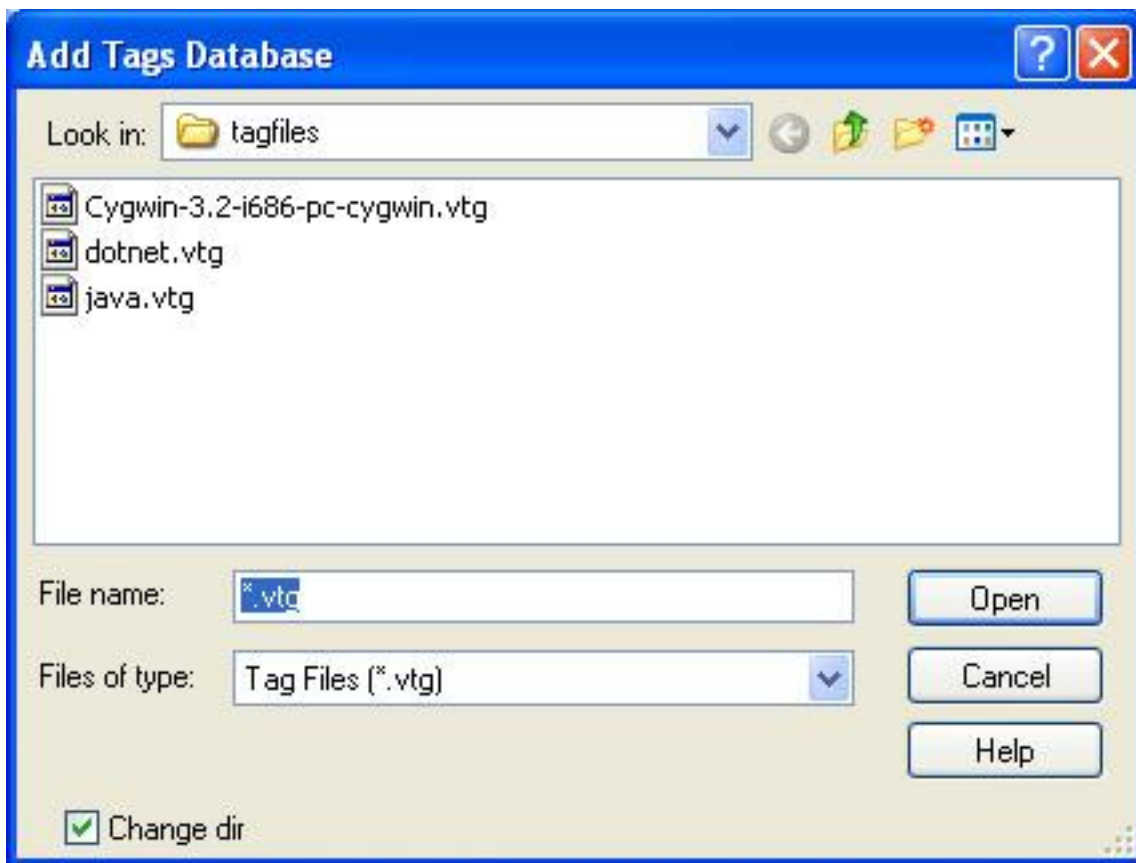 Add Tags Database
Look in: tagfiles
Cygwin-3.2-i686-pc-cygwin.vtg
dotnet.vtg
java.vtg
File name: *.vtg
Open
Files of type: Tag Files (*.vtg)
Cancel
Help
Change dir